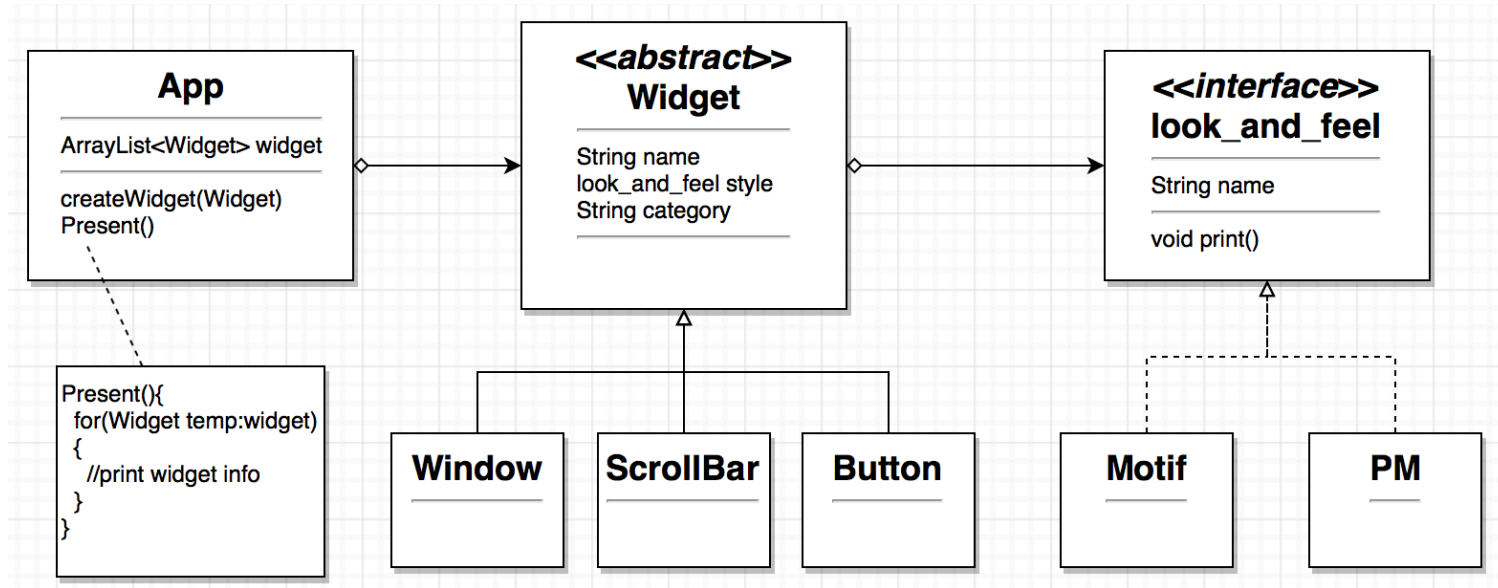 App
ArrayList<Widget> widget
createWidget(Widget)
Present()
Present(){
for(Widget temp:widget)
{
//print widget info
}
}
<<abstract>>
Widget
String name
look_and_feel style
String category
Window
ScrollBar
Button
<<interface>>
look_and_feel
String name
void print()
Motif
PM